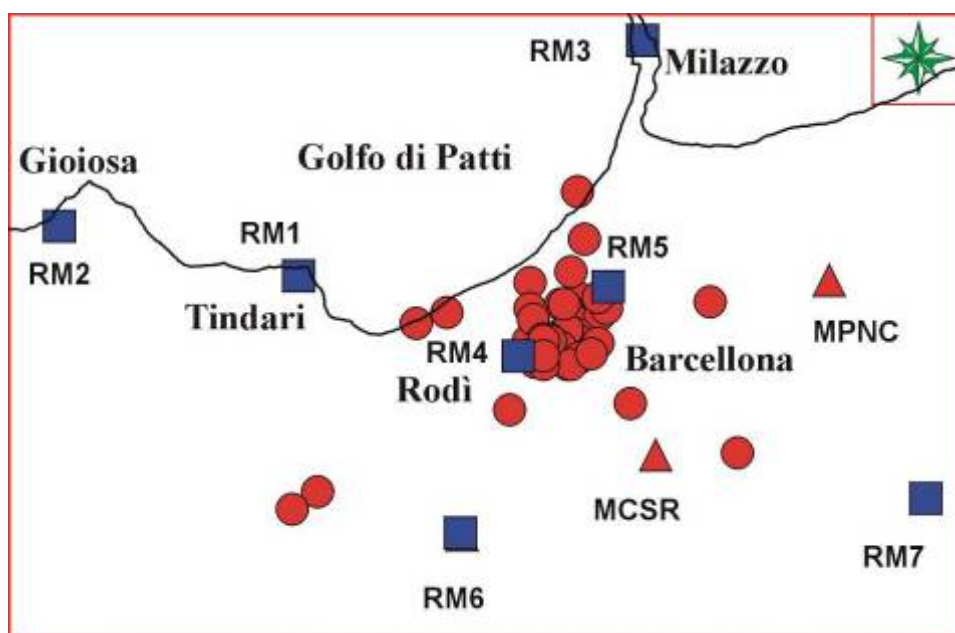 RM3
Milazzo
Gioiosa
Golfo di Patti
RM1
RM5
RM2
Tindari
RM4
Barcellona
MPNC
Rodì
MCSR
RM7
RM6